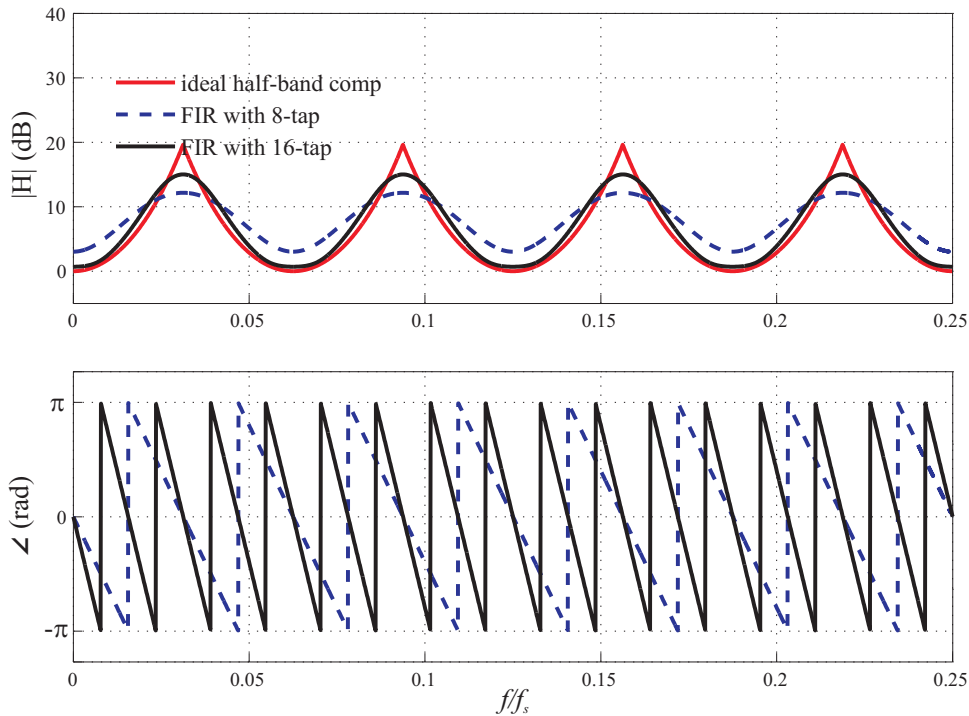 40
30
20
10
0
|H| (dB)
ideal half-band comp
FIR with 8-tap
FIR with 16-tap
0 0.05 0.1 0.15 0.2 0.25
π
0
-π
∠ (rad)
0 0.05 0.1 0.15 0.2 0.25
f/fs